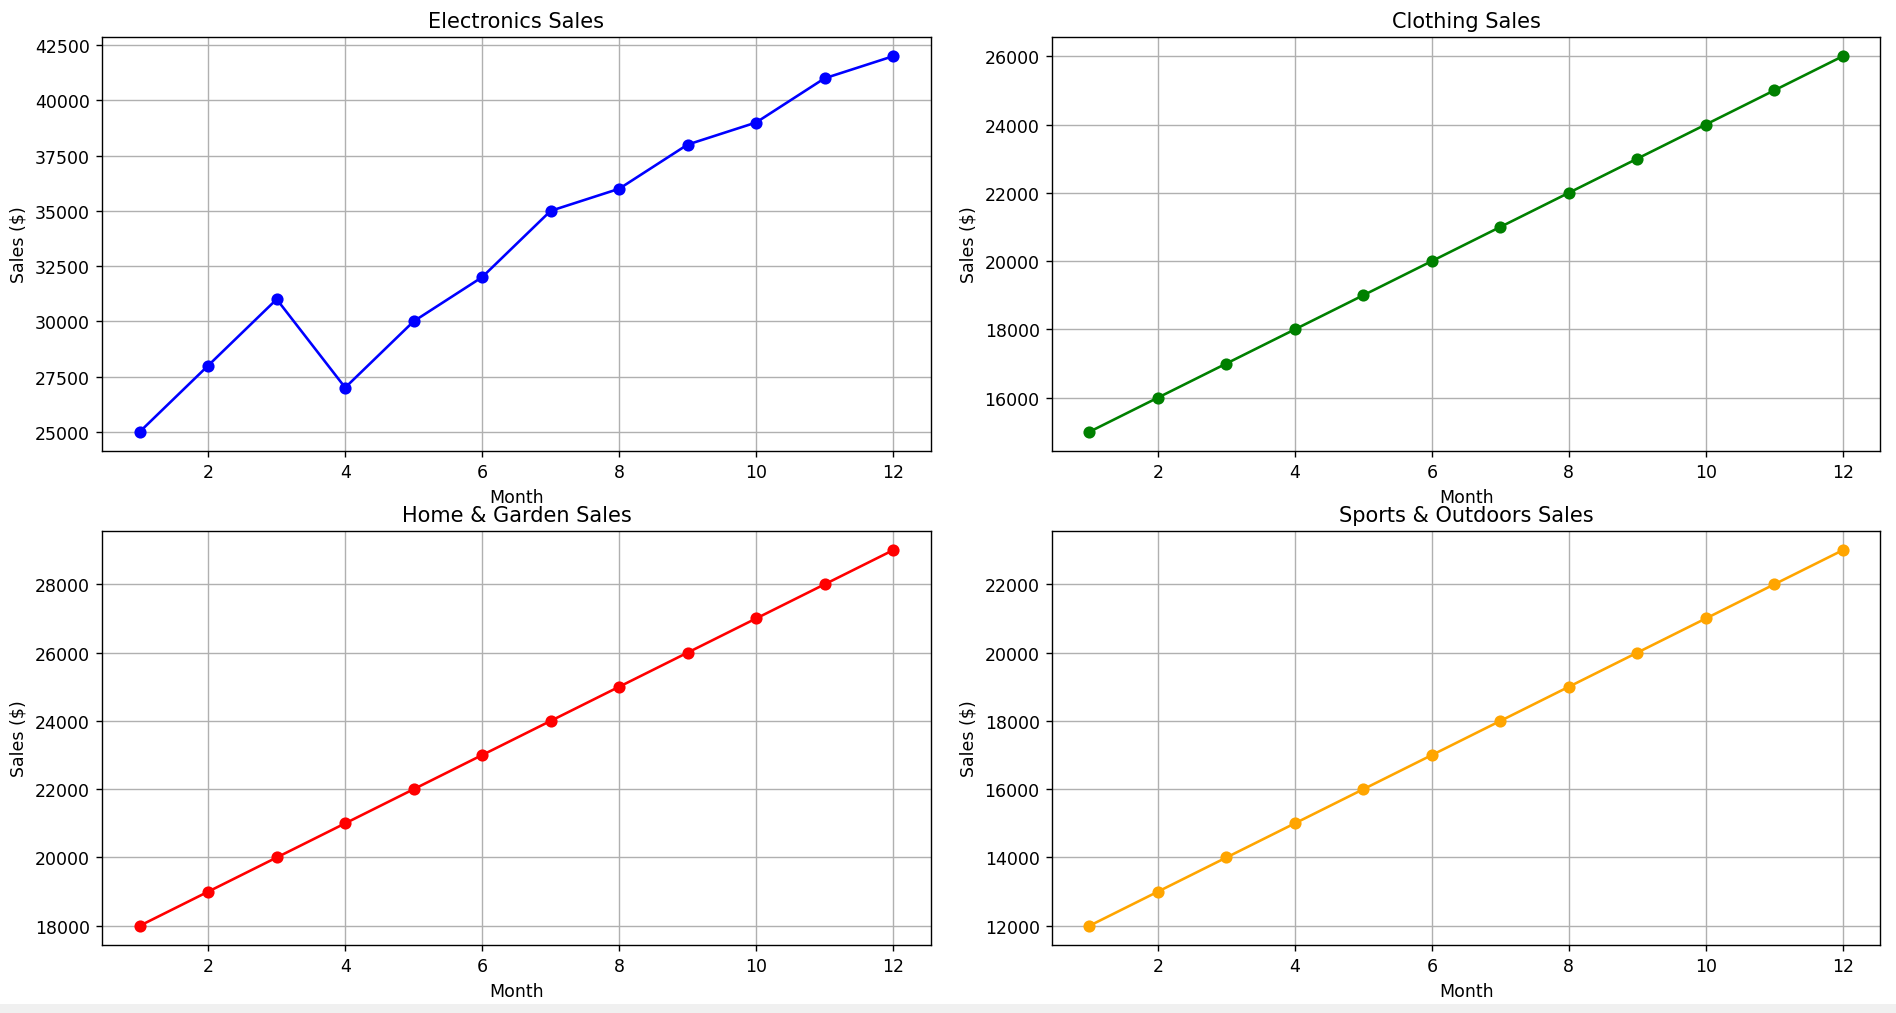 Electronics Sales
42500
40000
37500
35000
32500
30000
27500
25000
Sales ($)
2 4 6 8 10 12
Month
Clothing Sales
26000
24000
22000
20000
18000
16000
Sales ($)
2 4 6 8 10 12
Month
Home & Garden Sales
28000
26000
24000
22000
20000
18000
Sales ($)
2 4 6 8 10 12
Month
Sports & Outdoors Sales
22000
20000
18000
16000
14000
12000
Sales ($)
2 4 6 8 10 12
Month